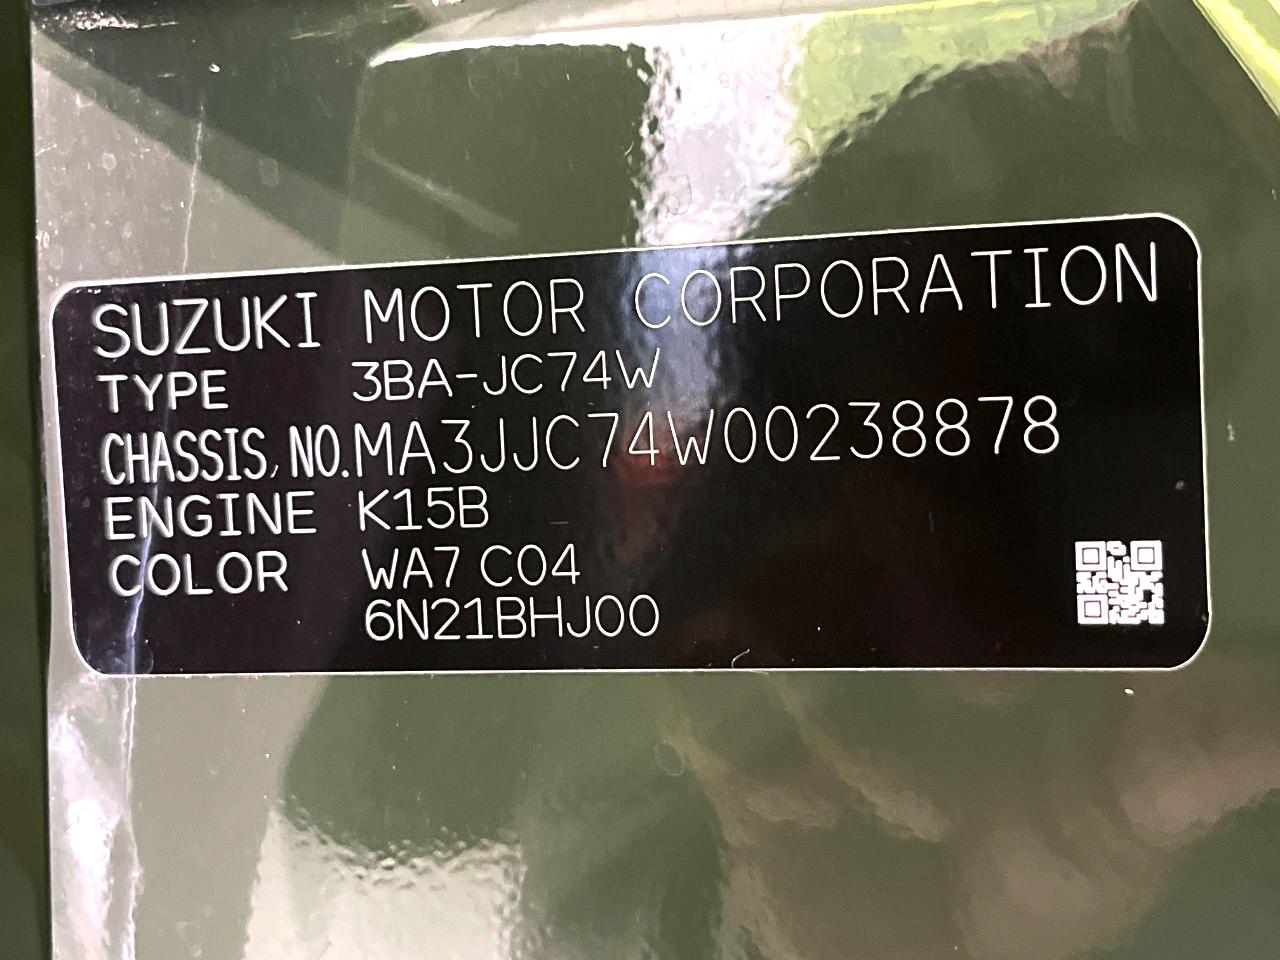 SUZUKI MOTOR CORPORATION
TYPE 3BA-JC74W
CHASSIS,NO.MA3JJC74W00238878
ENGINE K15B
COLOR WA7 C04
6N21BHJ00